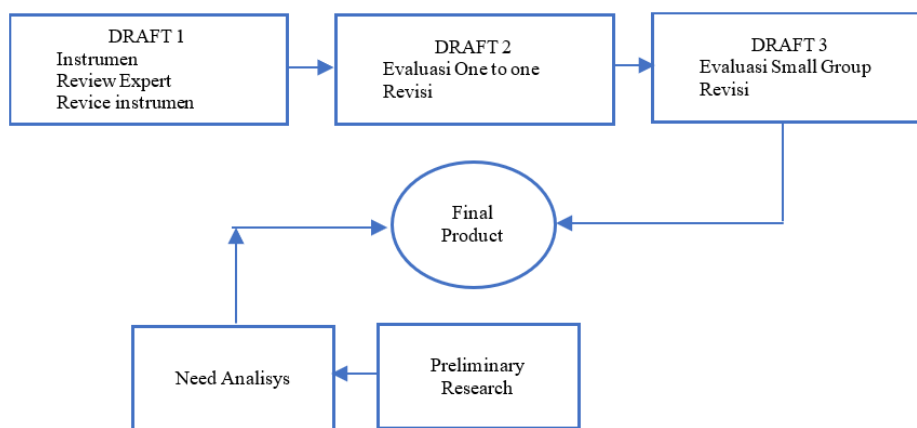 DRAFT 1
Instrumen
Review Expert
Revice instrumen
DRAFT 2
Evaluasi One to one
Revisi
DRAFT 3
Evaluasi Small Group
Revisi
Final
Product
Need Analisys
Preliminary
Research